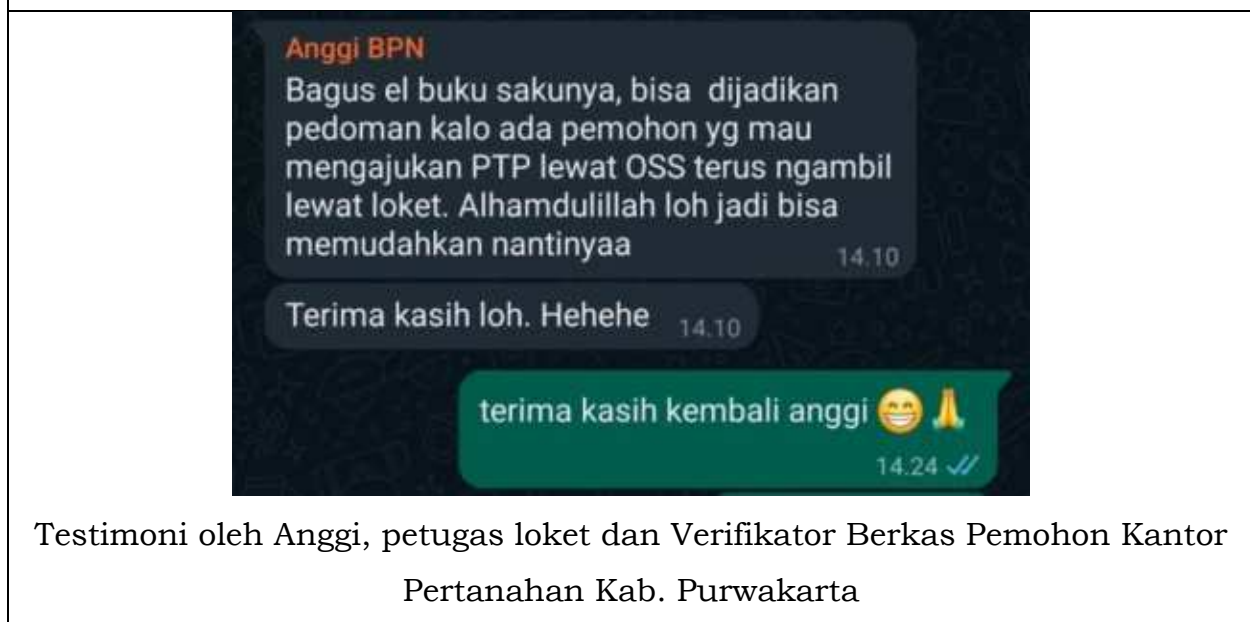 Anggi BPN
Bagus el buku sakunya, bisa  dijadikan
pedoman kalo ada pemohon yg mau
mengajukan PTP lewat OSS terus ngambil
lewat loket. Alhamdulillah loh jadi bisa
memudahkan nantinyaa
14.10
Terima kasih loh. Hehehe 14.10
terima kasih kembali anggi 😁🙏
14.24
Testimoni oleh Anggi, petugas loket dan Verifikator Berkas Pemohon Kantor
Pertanahan Kab. Purwakarta